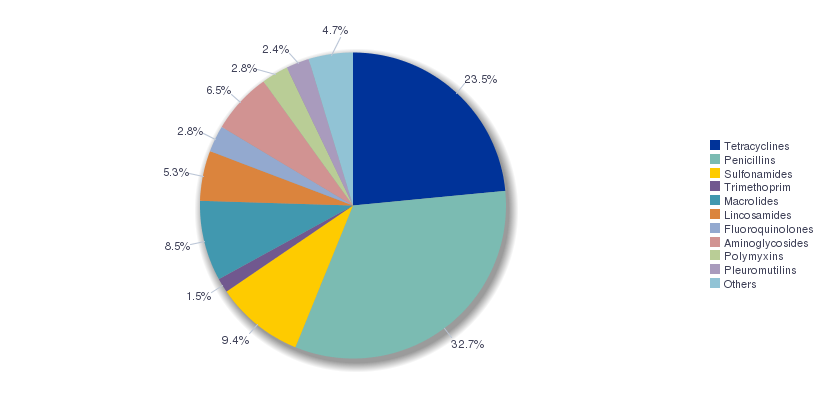 4.7%
2.4%
2.8%
6.5%
2.8%
5.3%
8.5%
1.5%
9.4%
32.7%
23.5%
Tetracyclines
Penicillins
Sulfonamides
Trimethoprim
Macrolides
Lincosamides
Fluoroquinolones
Aminoglycosides
Polymyxins
Pleuromutilins
Others